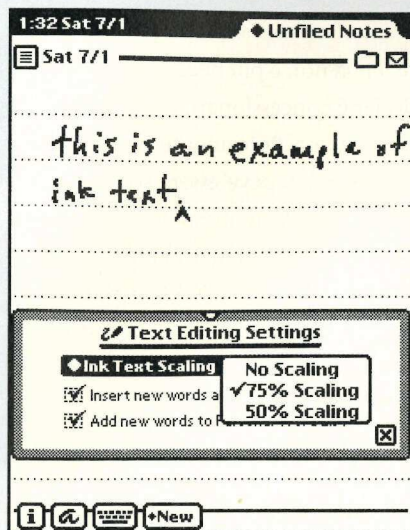 1:32 Sat 7/1
◆Unfiled Notes
Sat 7/1
this is an example of
ink text.
Text Editing Settings
◆Ink Text Scaling
No Scaling
✓75% Scaling
50% Scaling
Insert new words a
Add new words to
◆New